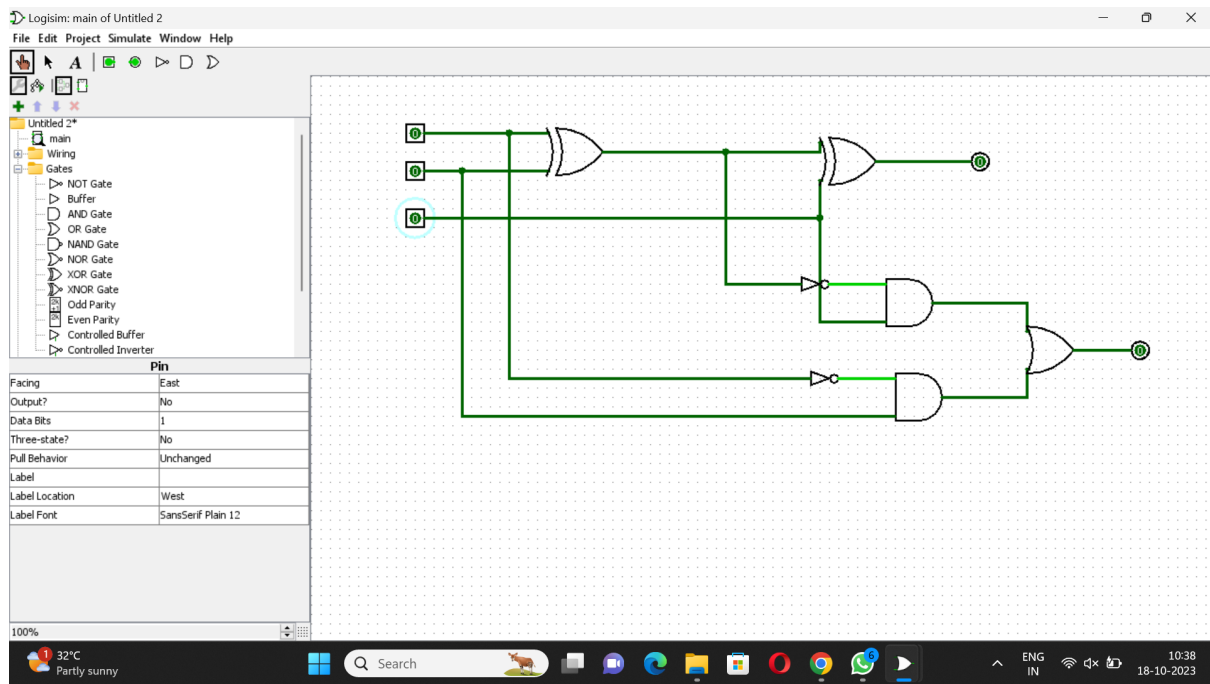 Logisim: main of Untitled 2
File Edit Project Simulate Window Help
A
Untitled 2*
main
Wiring
Gates
NOT Gate
Buffer
AND Gate
OR Gate
NAND Gate
NOR Gate
XOR Gate
XNOR Gate
Odd Parity
Even Parity
Controlled Buffer
Controlled Inverter
Pin
Facing East
Output? No
Data Bits 1
Three-state? No
Pull Behavior Unchanged
Label
Label Location West
Label Font SansSerif Plain 12
100%
0
0
0
0
0
1
32°C
Partly sunny
Search
6
ENG
IN
10:38
18-10-2023